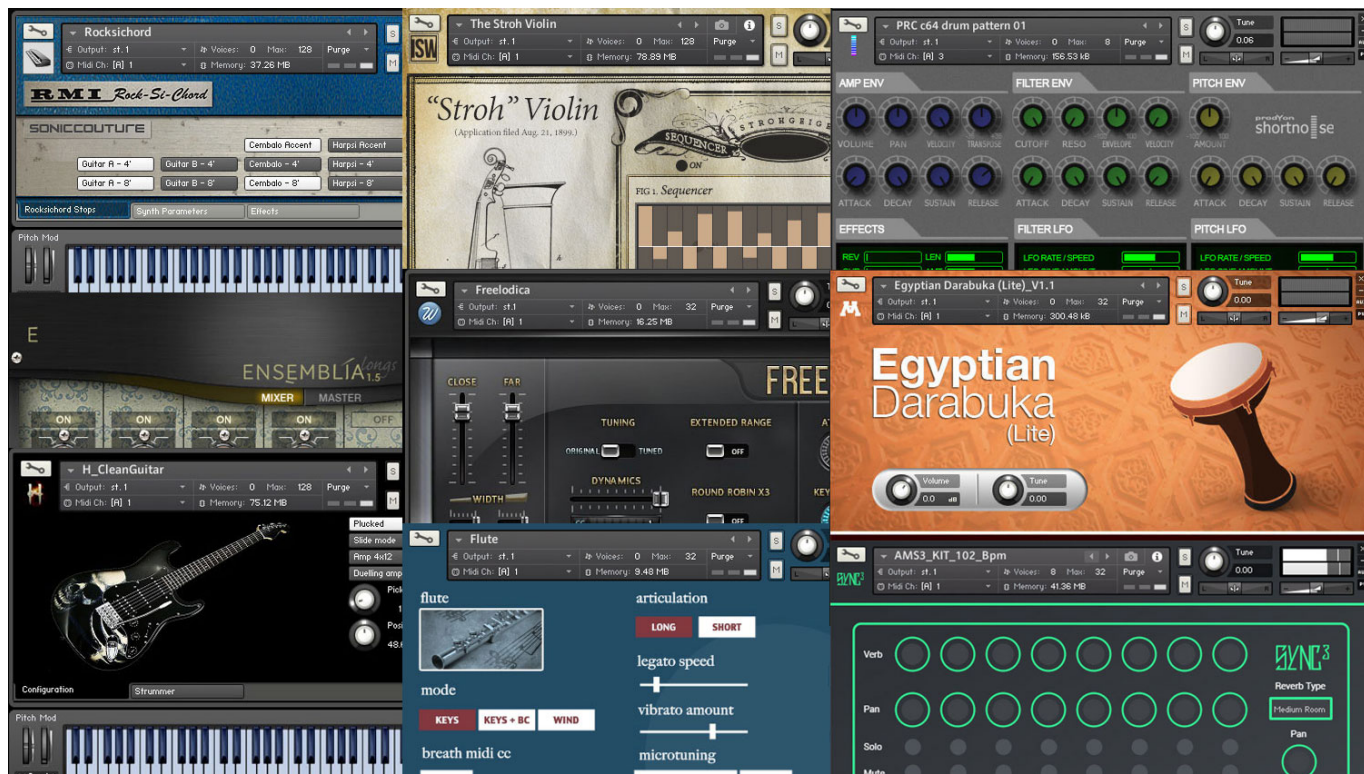 Rocksichord
Output: st.1 Voices: 0 Max: 128 Purge
Midi Ch: [A] 1 Memory: 37.26 MB
S
M
RMI Rock-Si-Chord
SONICCOUTURE
Cembalo Accent Harpsi Accent
Guitar A - 4' Guitar B - 4' Cembalo - 4' Harpsi - 4'
Guitar A - 8' Guitar B - 8' Cembalo - 8' Harpsi - 8'
Rocksichord Stops Synth Parameters Effects
Pitch Mod
E
ENSEMBLIA longs
1.5
MIXER MASTER
ON ON ON ON OFF
H_CleanGuitar
Output: st.1 Voices: 0 Max: 128 Purge
Midi Ch: [A] 1 Memory: 75.12 MB
S
M
Plucked
Slide mode
Amp 4x12
Duelling amp
Pick
Posi
48.
Configuration Strummer
Pitch Mod
The Stroh Violin
ISW
Output: st.1 Voices: 0 Max: 128 Purge
Midi Ch: [A] 1 Memory: 78.89 MB
S
M
"Stroh" Violin
(Application filed Aug. 21, 1899.)
STROHGEIGE
SEQUENCER
ON
FIG 1. Sequencer
Freelodica
Output: st.1 Voices: 0 Max: 32 Purge
Midi Ch: [A] 1 Memory: 16.25 MB
S
M
FREE
CLOSE FAR
TUNING EXTENDED RANGE
ORIGINAL TUNED OFF
DYNAMICS
ROUND ROBIN X3
WIDTH
OFF
KEY
Flute
Output: st.1 Voices: 0 Max: 32 Purge
Midi Ch: [A] 1 Memory: 9.48 MB
S
M
flute
articulation
LONG SHORT
legato speed
mode
vibrato amount
KEYS KEYS + BC WIND
breath midi cc
microtuning
PRC c64 drum pattern 01
Output: st.1 Voices: 0 Max: 8 Purge
Midi Ch: [A] 3 Memory: 156.53 kB
S
M
Tune
0.06
AMP ENV FILTER ENV PITCH ENV
VOLUME PAN VELOCITY TRANSPOSE CUTOFF RESO ENVELOPE VELOCITY AMOUNT
prodyon
shortnoise
ATTACK DECAY SUSTAIN RELEASE ATTACK DECAY SUSTAIN RELEASE ATTACK DECAY SUSTAIN RELEASE
EFFECTS FILTER LFO PITCH LFO
REV LEN LFO RATE / SPEED LFO RATE / SPEED
Egyptian Darabuka (Lite)_V1.1
Output: st.1 Voices: 0 Max: 32 Purge
Midi Ch: [A] 1 Memory: 300.48 kB
S
M
Tune
0.00
Egyptian
Darabuka
(Lite)
Volume
0.0 dB
Tune
0.00
AMS3_KIT_102_Bpm
SYNC3
Output: st.1 Voices: 8 Max: 32 Purge
Midi Ch: [A] 1 Memory: 41.36 MB
S
M
Tune
0.00
Verb
SYNC3
Reverb Type
Medium Room
Pan
Pan
Solo
Mute